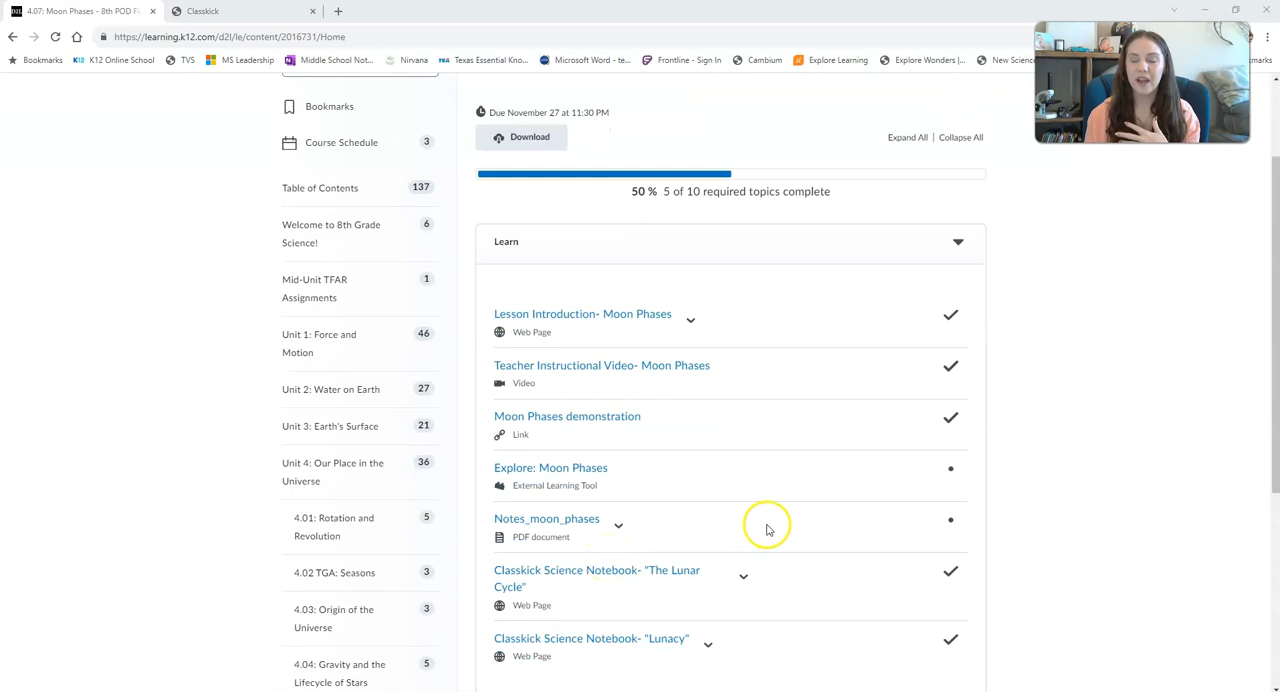 4.07: Moon Phases - 8th POD Fi
Classkick
https://learning.k12.com/d2l/le/content/2016731/Home
Bookmarks
K12 Online School
TVS
MS Leadership
Middle School Not...
Nirvana
Texas Essential Kno...
Microsoft Word - te...
Frontline - Sign In
Cambium
Explore Learning
Explore Wonders |...
New Science
kmarks
Bookmarks
Course Schedule 3
Table of Contents 137
Welcome to 8th Grade 6
Science!
Mid-Unit TFAR 1
Assignments
Unit 1: Force and 46
Motion
Unit 2: Water on Earth 27
Unit 3: Earth's Surface 21
Unit 4: Our Place in the 36
Universe
4.01: Rotation and 5
Revolution
4.02 TGA: Seasons 3
4.03: Origin of the 3
Universe
4.04: Gravity and the 5
Lifecycle of Stars
Due November 27 at 11:30 PM
Download
Expand All | Collapse All
50 % 5 of 10 required topics complete
Learn
Lesson Introduction- Moon Phases
Web Page
Teacher Instructional Video- Moon Phases
Video
Moon Phases demonstration
Link
Explore: Moon Phases
External Learning Tool
Notes_moon_phases
PDF document
Classkick Science Notebook- "The Lunar
Cycle"
Web Page
Classkick Science Notebook- "Lunacy"
Web Page